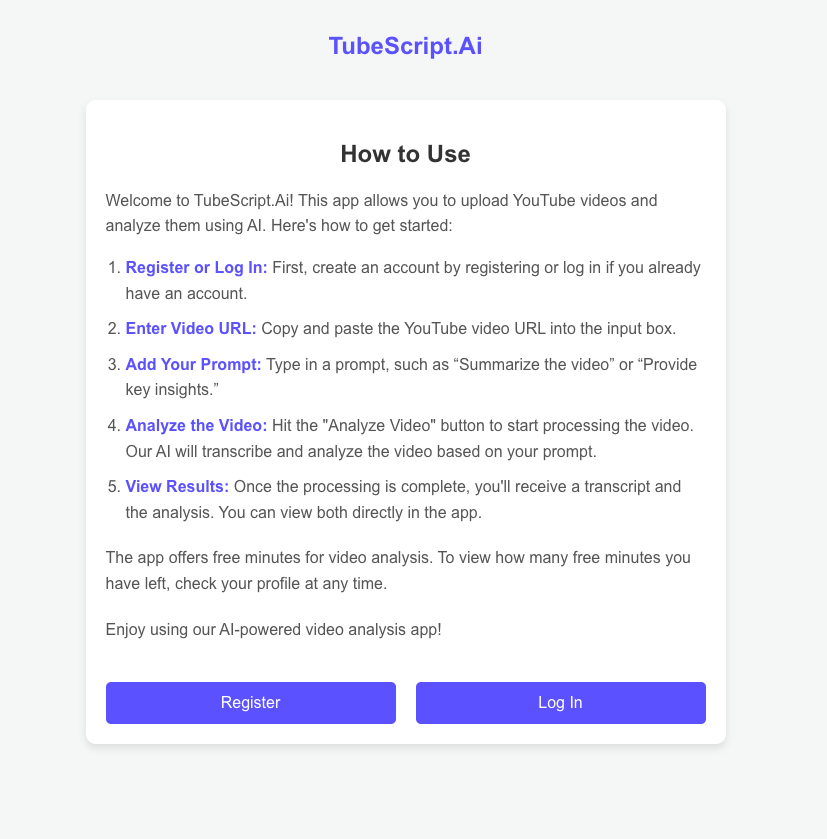 TubeScript.Ai
How to Use
Welcome to TubeScript.Ai! This app allows you to upload YouTube videos and
analyze them using AI. Here's how to get started:
1. Register or Log In: First, create an account by registering or log in if you already
have an account.
2. Enter Video URL: Copy and paste the YouTube video URL into the input box.
3. Add Your Prompt: Type in a prompt, such as “Summarize the video” or “Provide
key insights.”
4. Analyze the Video: Hit the "Analyze Video" button to start processing the video.
Our AI will transcribe and analyze the video based on your prompt.
5. View Results: Once the processing is complete, you'll receive a transcript and
the analysis. You can view both directly in the app.
The app offers free minutes for video analysis. To view how many free minutes you
have left, check your profile at any time.
Enjoy using our AI-powered video analysis app!
Register
Log In